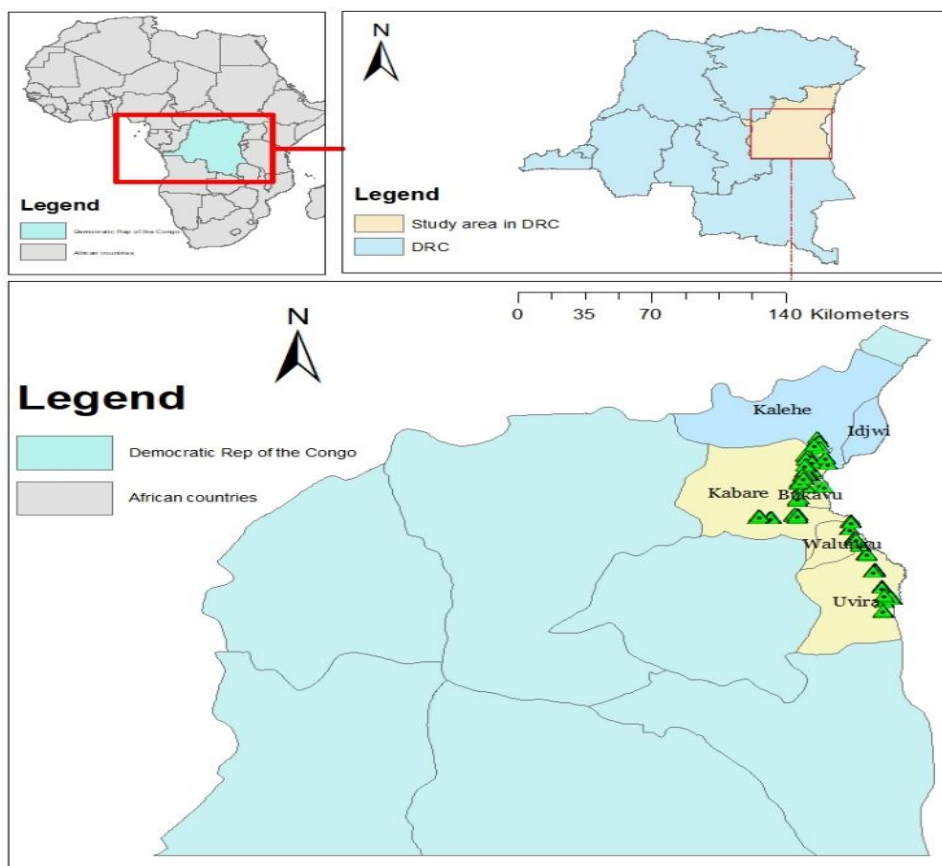 N
Legend
Democratic Rep of the Congo
African countries
N
Legend
Study area in DRC
DRC
0 35 70 140 Kilometers
N
Legend
Democratic Rep of the Congo
African countries
Kalehe
Idjwi
Kabare
Bukavu
Uvira